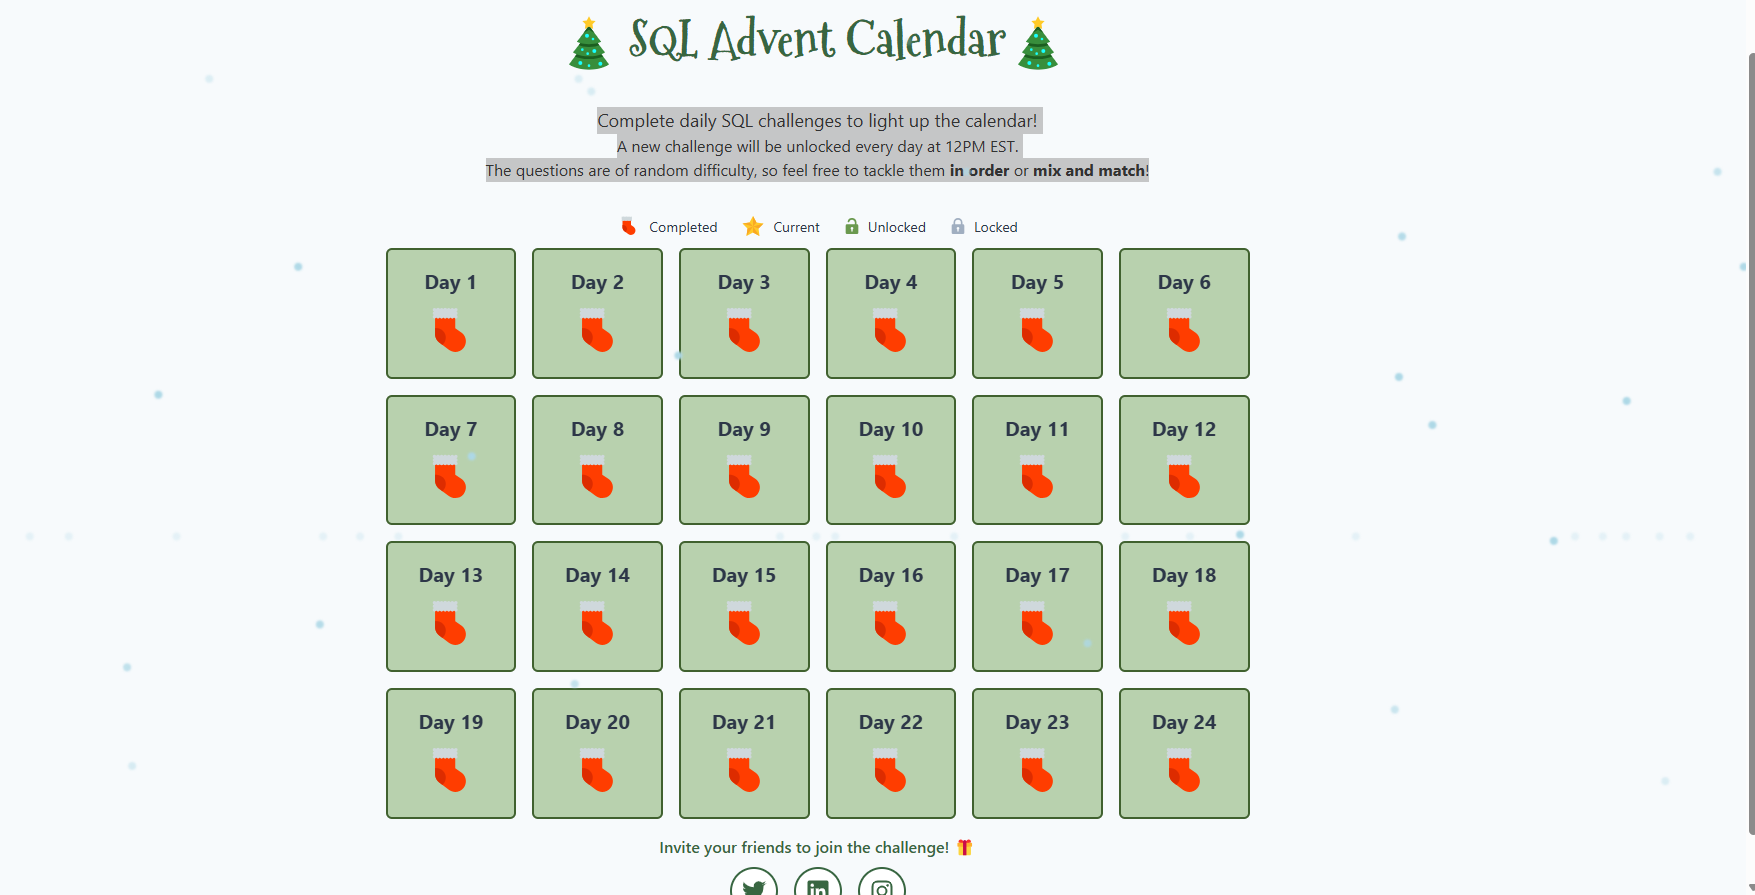 SQL Advent Calendar
Complete daily SQL challenges to light up the calendar!
A new challenge will be unlocked every day at 12PM EST.
The questions are of random difficulty, so feel free to tackle them in order or mix and match!
Completed Current Unlocked Locked
Day 1 Day 2 Day 3 Day 4 Day 5 Day 6
Day 7 Day 8 Day 9 Day 10 Day 11 Day 12
Day 13 Day 14 Day 15 Day 16 Day 17 Day 18
Day 19 Day 20 Day 21 Day 22 Day 23 Day 24
Invite your friends to join the challenge!
in